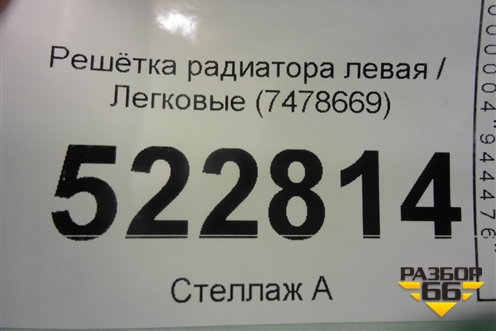 Решётка радиатора левая /
Легковые (7478669)
522814
Стеллаж А
РАЗБОР
66